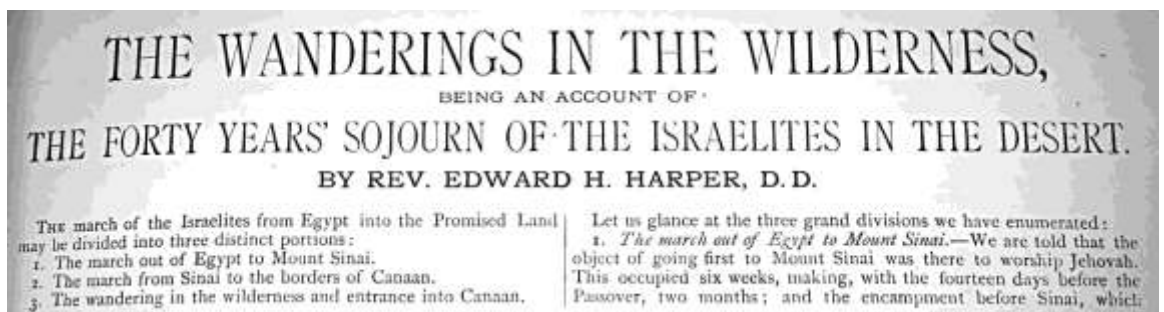 THE WANDERINGS IN THE WILDERNESS,
BEING AN ACCOUNT OF
THE FORTY YEARS' SOJOURN OF THE ISRAELITES IN THE DESERT.
BY REV. EDWARD H. HARPER, D. D.
THE march of the Israelites from Egypt into the Promised Land
may be divided into three distinct portions:
1. The march out of Egypt to Mount Sinai.
2. The march from Sinai to the borders of Canaan.
3. The wandering in the wilderness and entrance into Canaan.
Let us glance at the three grand divisions we have enumerated:
1. The march out of Egypt to Mount Sinai.—We are told that the
object of going first to Mount Sinai was there to worship Jehovah.
This occupied six weeks, making, with the fourteen days before the
Passover, two months; and the encampment before Sinai, which